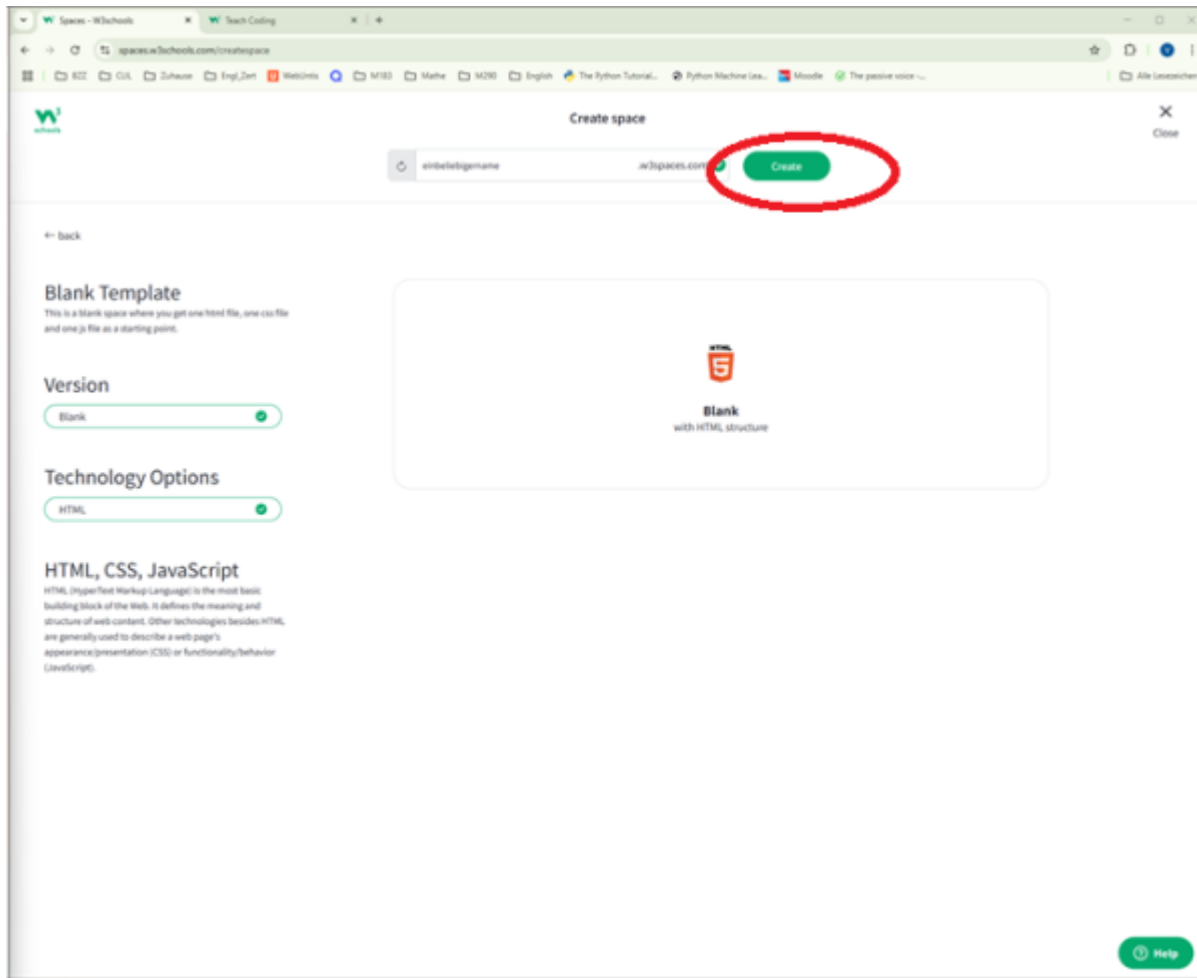 Spaces - W3schools
Teach Coding
spaces.w3schools.com/createspace
BZZ GUL Zuhause Engl_Zert WebUntis M183 Mathe M290 English The Python Tutorial... Python Machine Lea... Moodle The passive voice -... Alle Lesezeichen
schools
Create space
Close
einbeliebigername .w3spaces.com Create
← back
Blank Template
This is a blank space where you get one html file, one css file
and one js file as a starting point.
Version
Blank
Technology Options
HTML
HTML, CSS, JavaScript
HTML (HyperText Markup Language) is the most basic
building block of the Web. It defines the meaning and
structure of web content. Other technologies besides HTML
are generally used to describe a web page's
appearance/presentation (CSS) or functionality/behavior
(JavaScript).
HTML
5
Blank
with HTML structure
Help